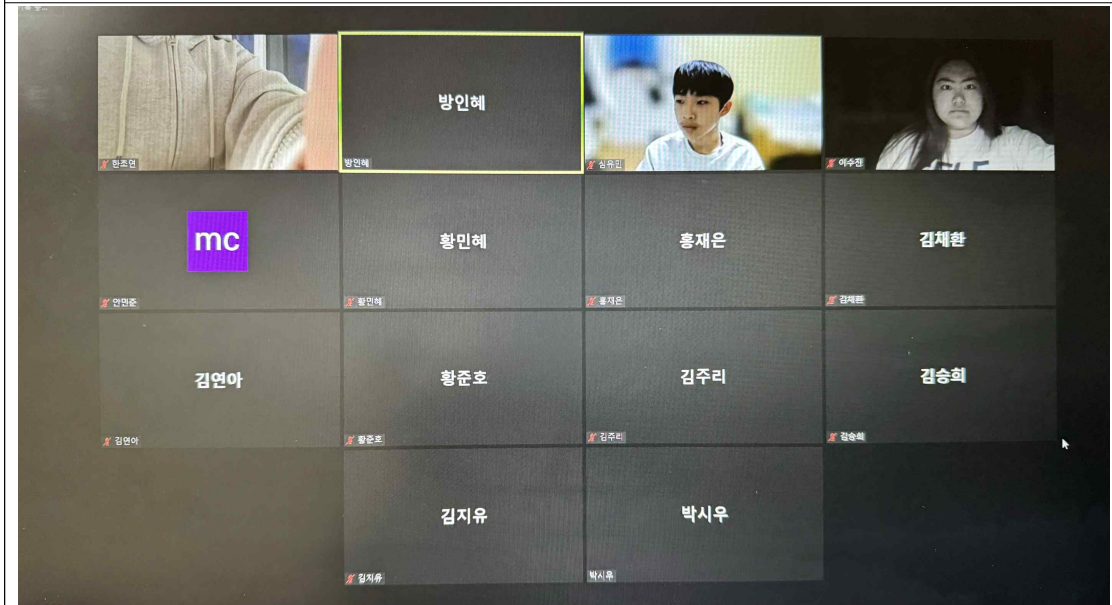 한조연
방인혜
방인혜
심유민
이수진
mc
안민준
황민혜
황민혜
홍재은
홍재은
김채환
김채환
김연아
김연아
황준호
황준호
김주리
김주리
김승희
김승희
김지유
김지유
박시우
박시우